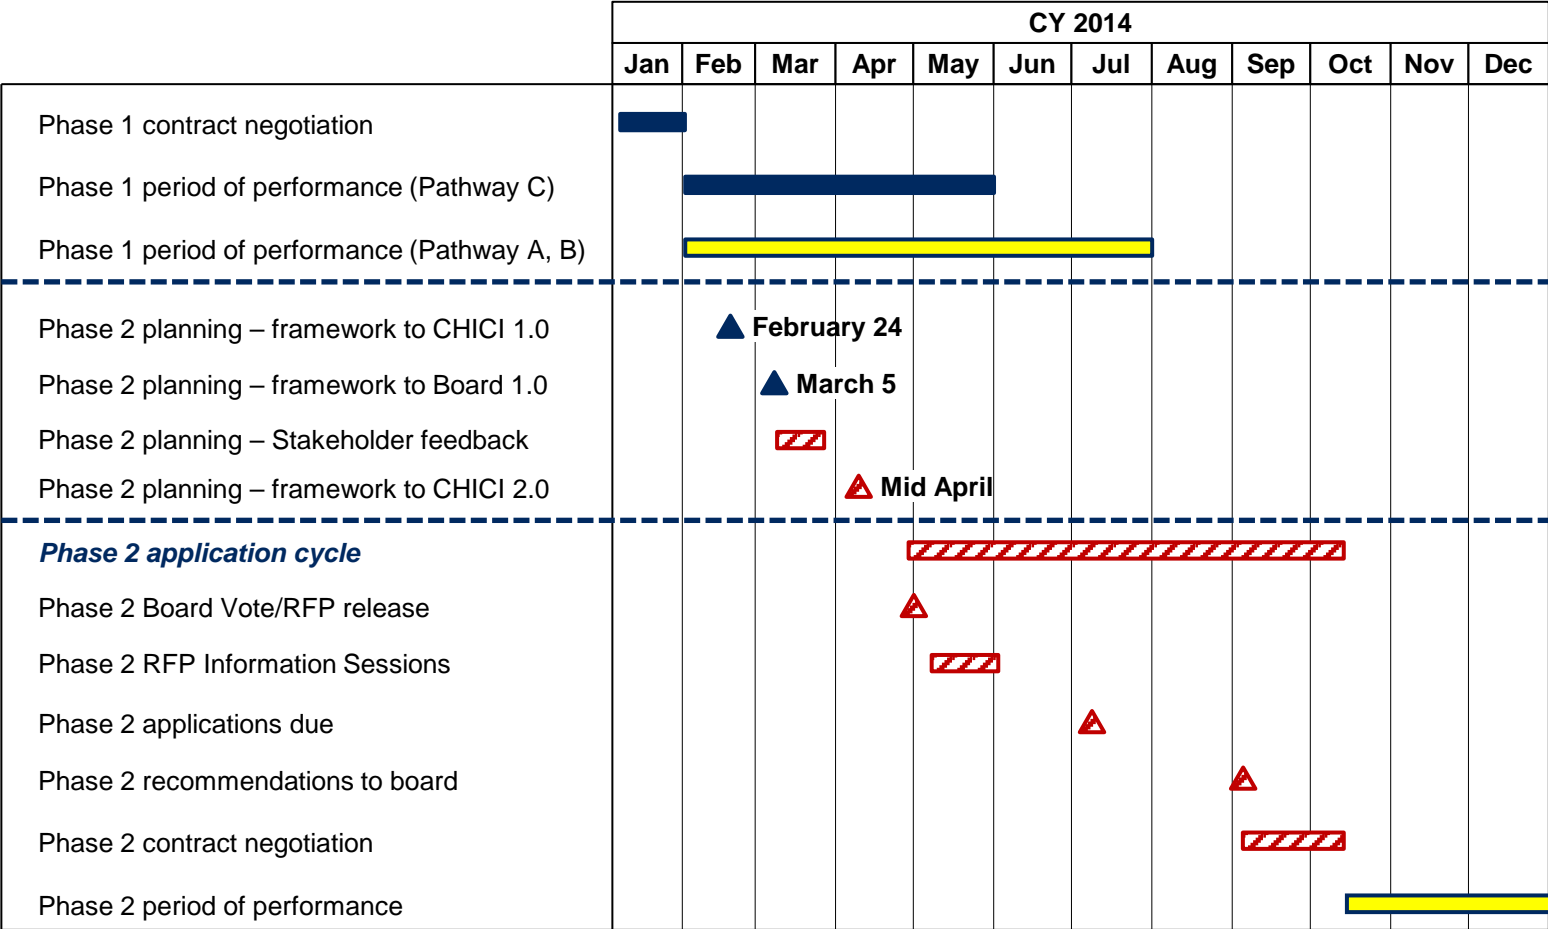 CY 2014
Jan Feb Mar Apr May Jun Jul Aug Sep Oct Nov Dec
Phase 1 contract negotiation
Phase 1 period of performance (Pathway C)
Phase 1 period of performance (Pathway A, B)
Phase 2 planning – framework to CHICI 1.0 February 24
Phase 2 planning – framework to Board 1.0 March 5
Phase 2 planning – Stakeholder feedback
Phase 2 planning – framework to CHICI 2.0 Mid April
Phase 2 application cycle
Phase 2 Board Vote/RFP release
Phase 2 RFP Information Sessions
Phase 2 applications due
Phase 2 recommendations to board
Phase 2 contract negotiation
Phase 2 period of performance